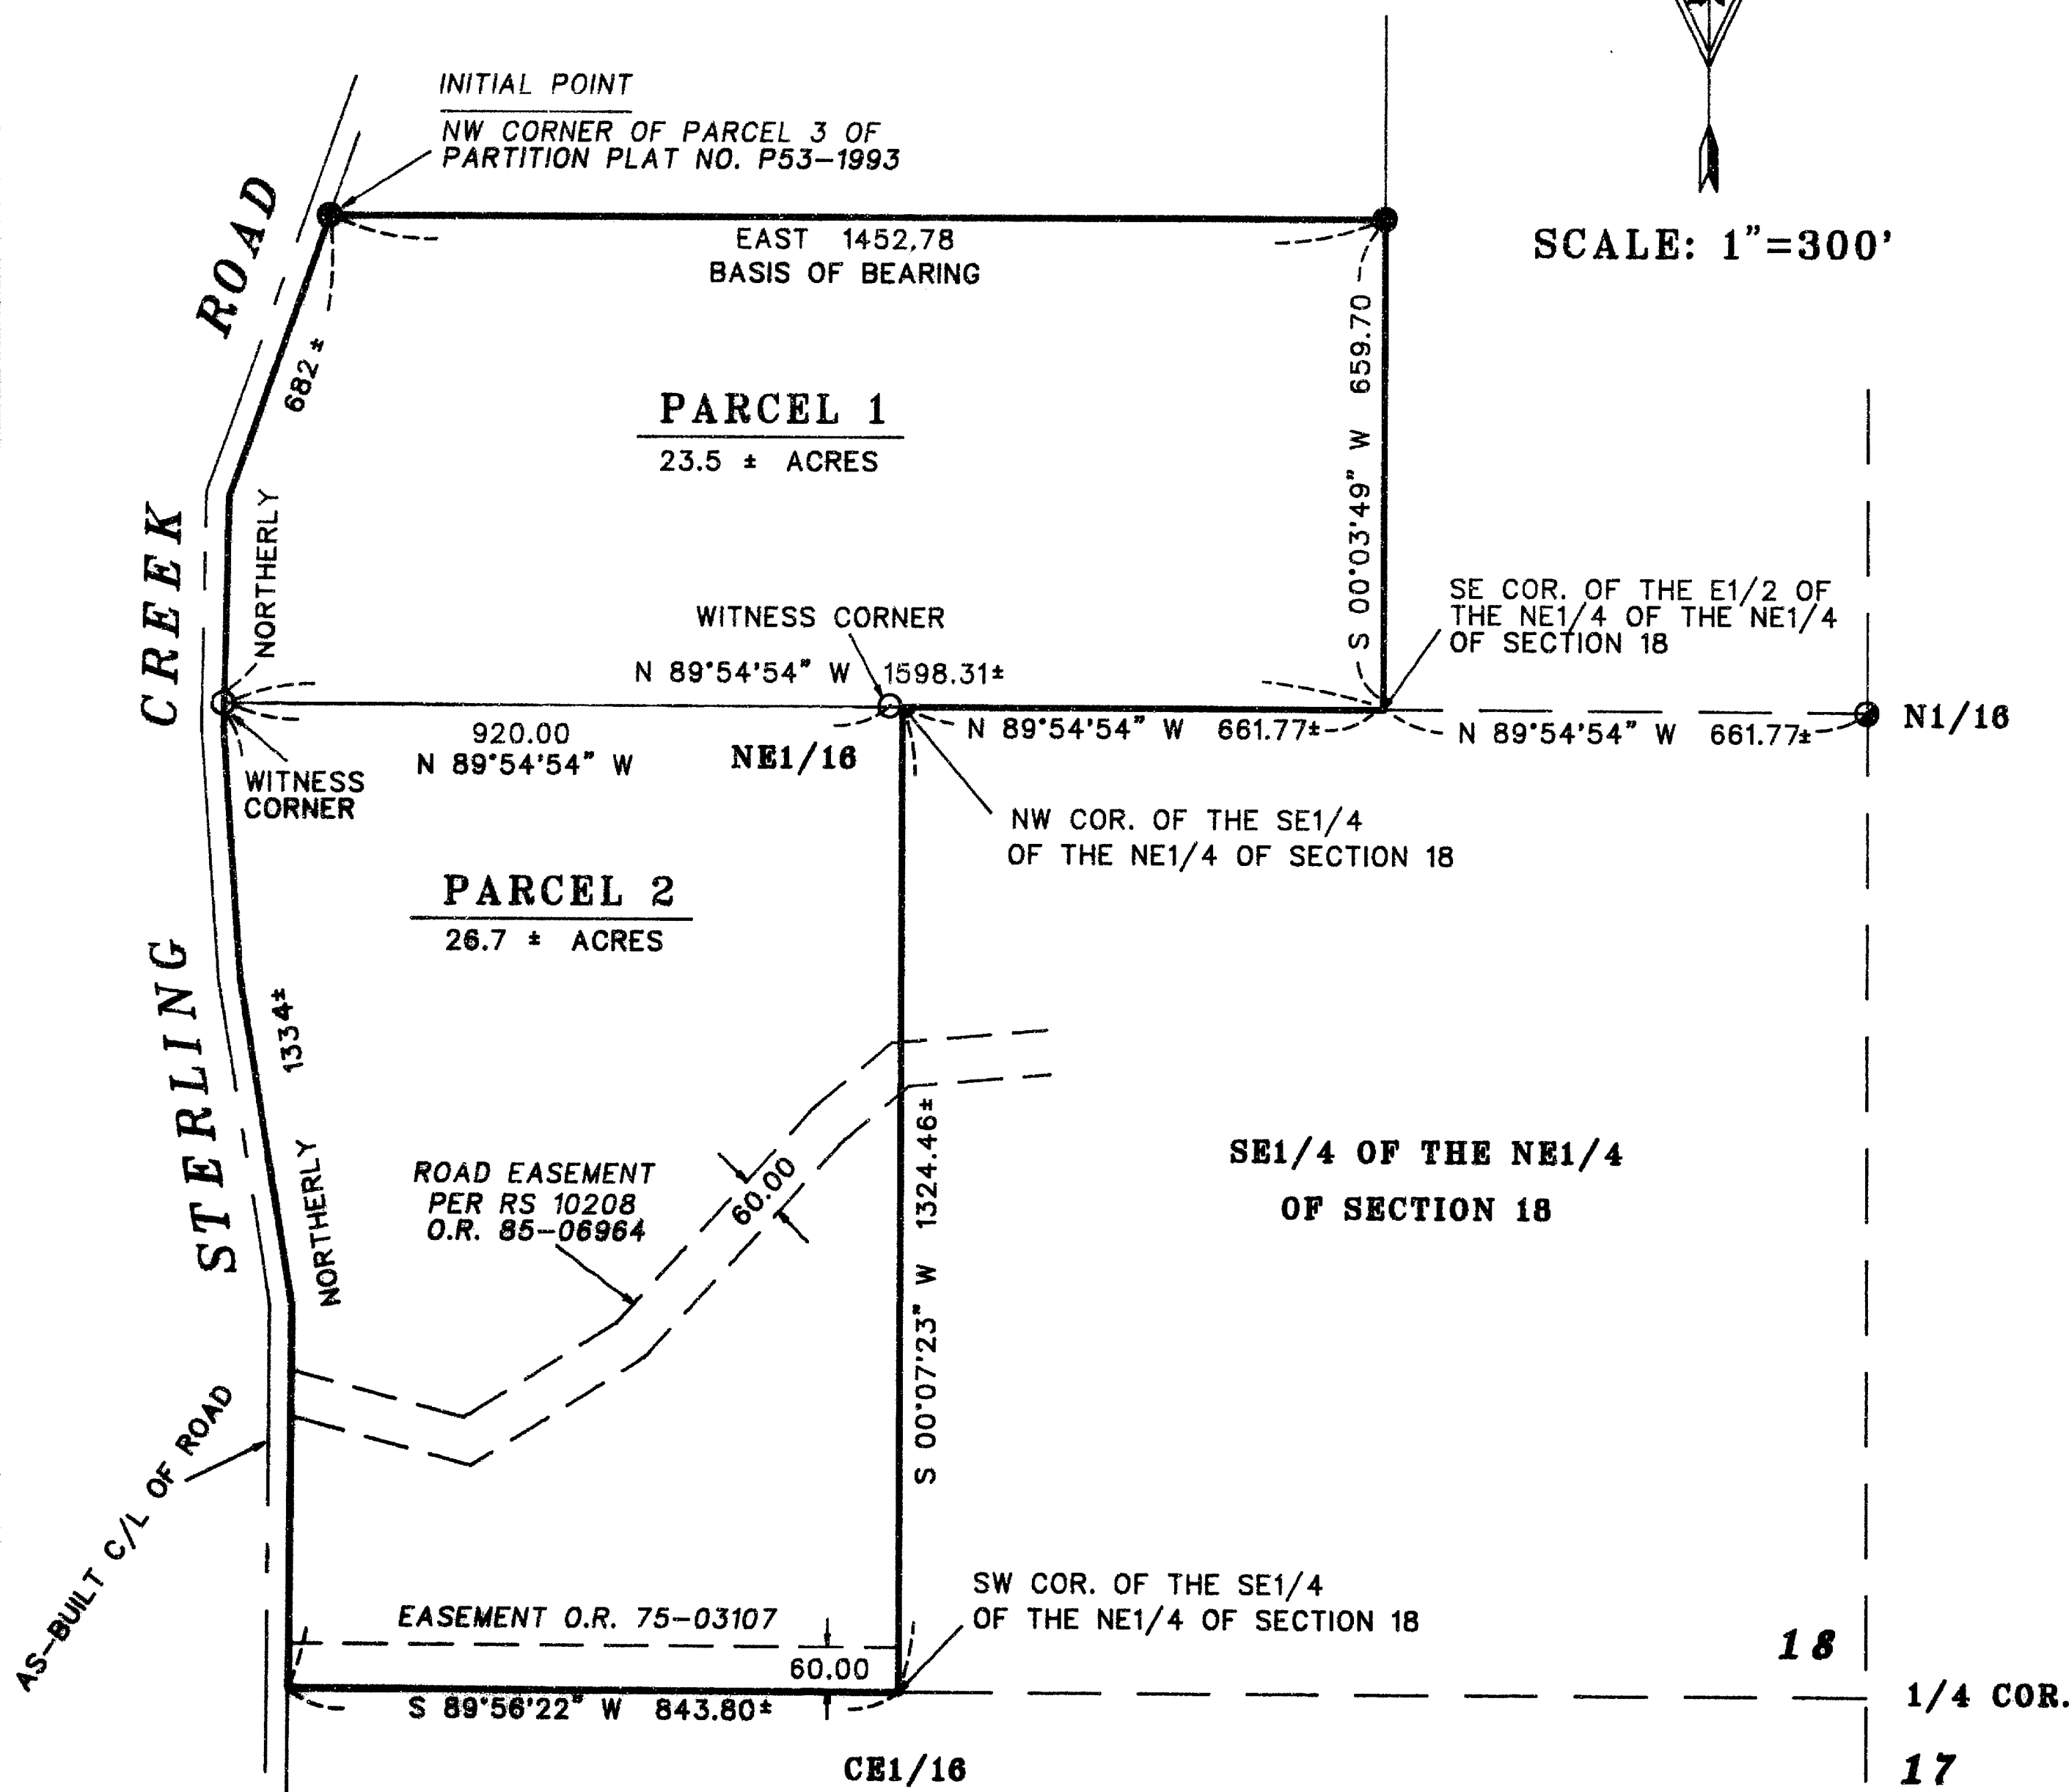 INITIAL POINT
NW CORNER OF PARCEL 3 OF
PARTITION PLAT NO. P53-1993
EAST 1452.78
BASIS OF BEARING
SCALE: 1"=300'
STERLING CREEK ROAD
682 ±
NORTHERLY
PARCEL 1
23.5 ± ACRES
S 00°03'49" W 659.70
SE COR. OF THE E1/2 OF
THE NE1/4 OF THE NE1/4
OF SECTION 18
WITNESS CORNER
N 89°54'54" W 1598.31±
920.00
N 89°54'54" W
NE1/16
N 89°54'54" W 661.77±
N 89°54'54" W 661.77±
N1/16
WITNESS
CORNER
NW COR. OF THE SE1/4
OF THE NE1/4 OF SECTION 18
PARCEL 2
26.7 ± ACRES
1334±
NORTHERLY
ROAD EASEMENT
PER RS 10208
O.R. 85-06964
60.00
S 00°07'23" W 1324.46±
SE1/4 OF THE NE1/4
OF SECTION 18
AS-BUILT C/L OF ROAD
EASEMENT O.R. 75-03107
60.00
SW COR. OF THE SE1/4
OF THE NE1/4 OF SECTION 18
S 89°56'22" W 843.80±
18
1/4 COR.
CE1/16
17